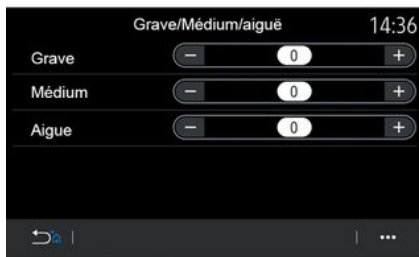 Grave/Médium/aiguë 14:36
Grave − 0 +
Médium − 0 +
Aigue − 0 +